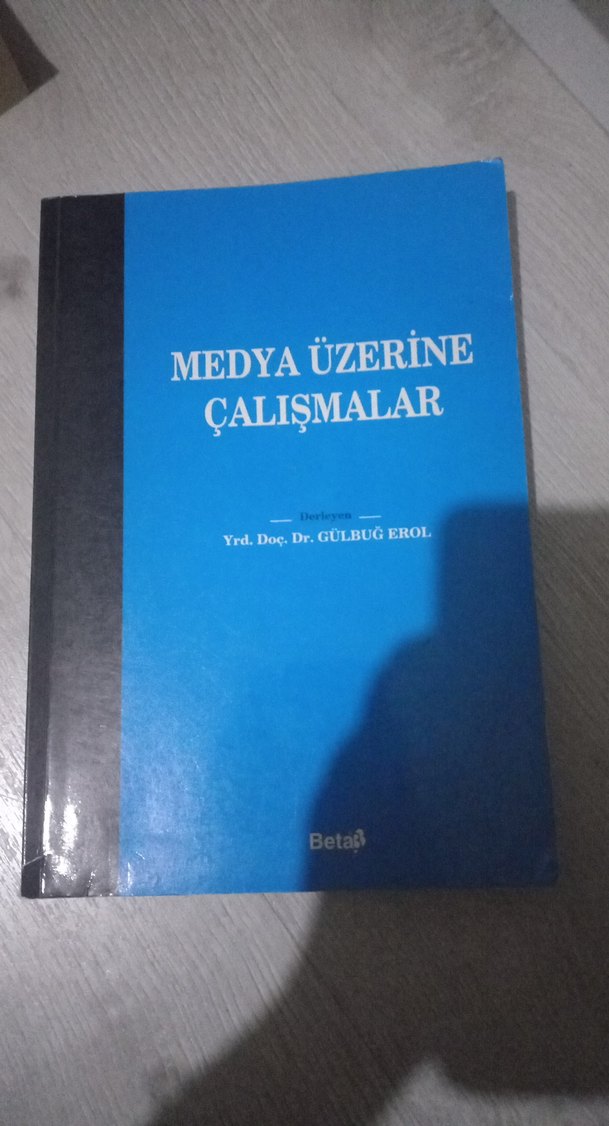 MEDYA ÜZERİNE
ÇALIŞMALAR
Derleyen
Yrd. Doç. Dr. GÜLBUĞ EROL
Beta